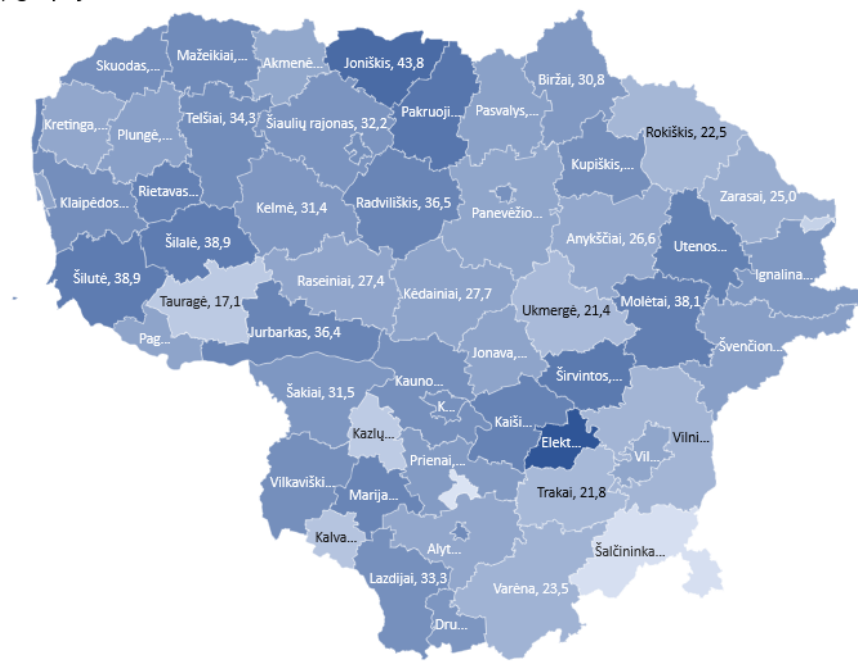 Skuodas,...
Mažeikiai,...
Akmenė...
Joniškis, 43,8
Biržai, 30,8
Kretinga,...
Plungė,...
Telšiai, 34,3
Šiaulių rajonas, 32,2
Pakruoji...
Pasvalys,...
Rokiškis, 22,5
Kupiškis,...
Klaipėdos...
Rietavas...
Kelmė, 31,4
Radviliškis, 36,5
Panevėžio...
Zarasai, 25,0
Šilalė, 38,9
Anykščiai, 26,6
Utenos...
Šilutė, 38,9
Raseiniai, 27,4
Ignalina...
Tauragė, 17,1
Kėdainiai, 27,7
Ukmergė, 21,4
Molėtai, 38,1
Pag...
Jurbarkas, 36,4
Jonava,...
Švenčion...
Šakiai, 31,5
Kauno...
Širvintos,...
K...
Kaiši...
Kazlų...
Elekt...
Vilni...
Prienai,...
Vil...
Vilkaviški...
Marija...
Trakai, 21,8
Kalva...
Alyt...
Šalčininka...
Lazdijai, 33,3
Varėna, 23,5
Dru...